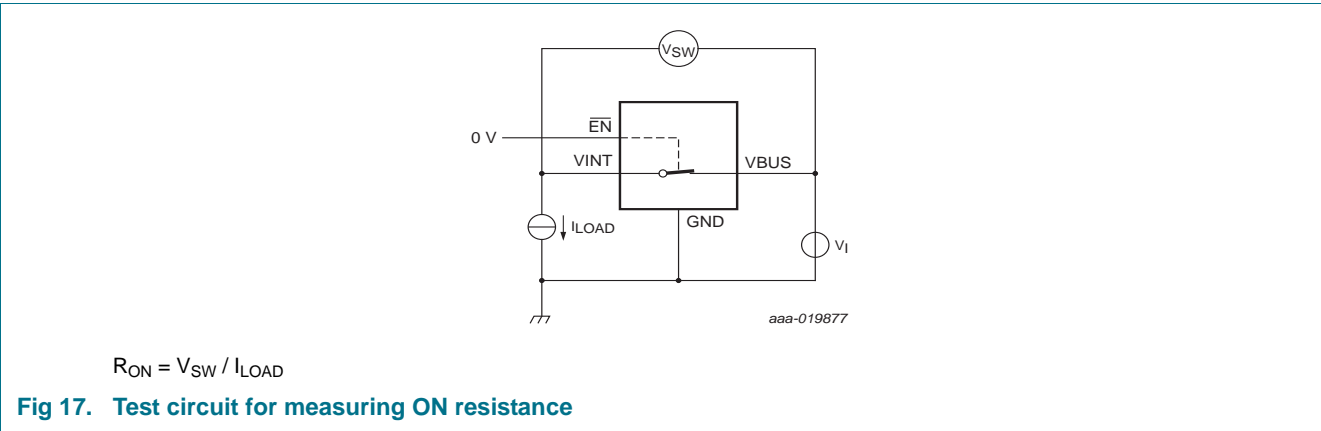 VSW
0 V
EN
VINT
VBUS
ILOAD
GND
VI
aaa-019877
RON = VSW / ILOAD
Fig 17. Test circuit for measuring ON resistance